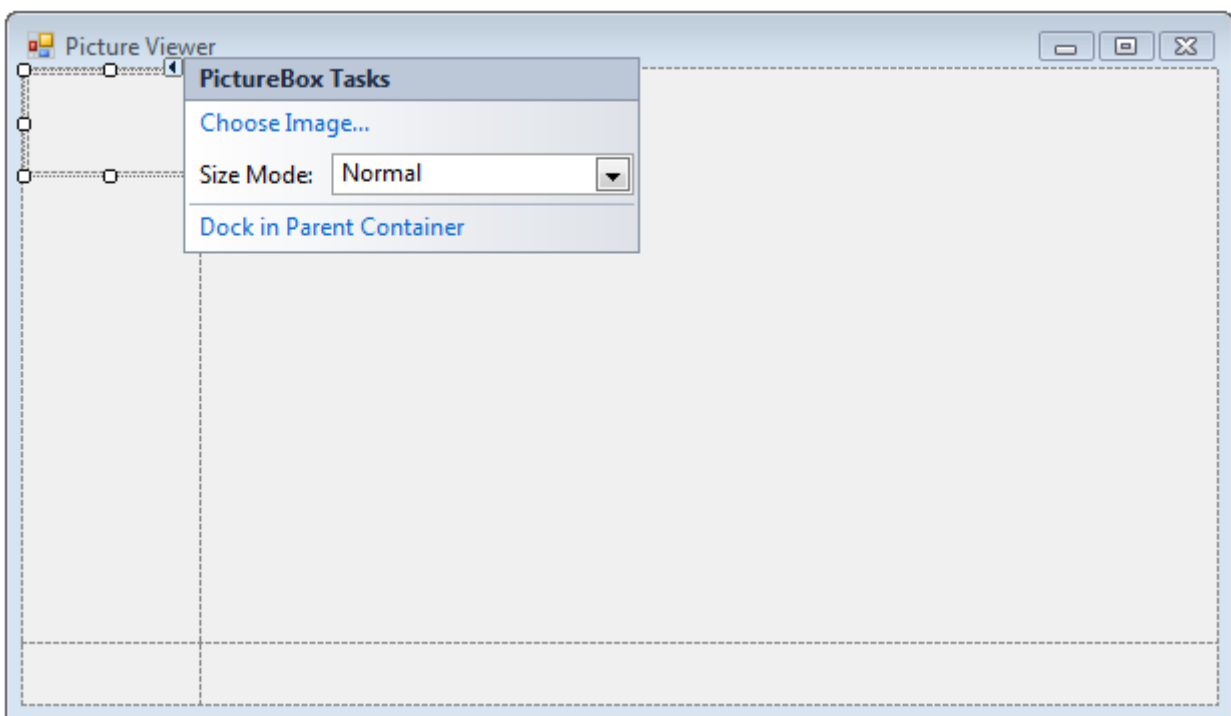 Picture Viewer
PictureBox Tasks
Choose Image...
Size Mode: Normal
Dock in Parent Container